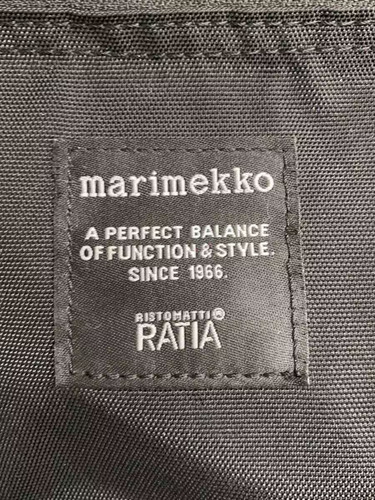 marimekko
A PERFECT BALANCE
OF FUNCTION & STYLE.
SINCE 1966.
RISTOMATTI®
RATIA